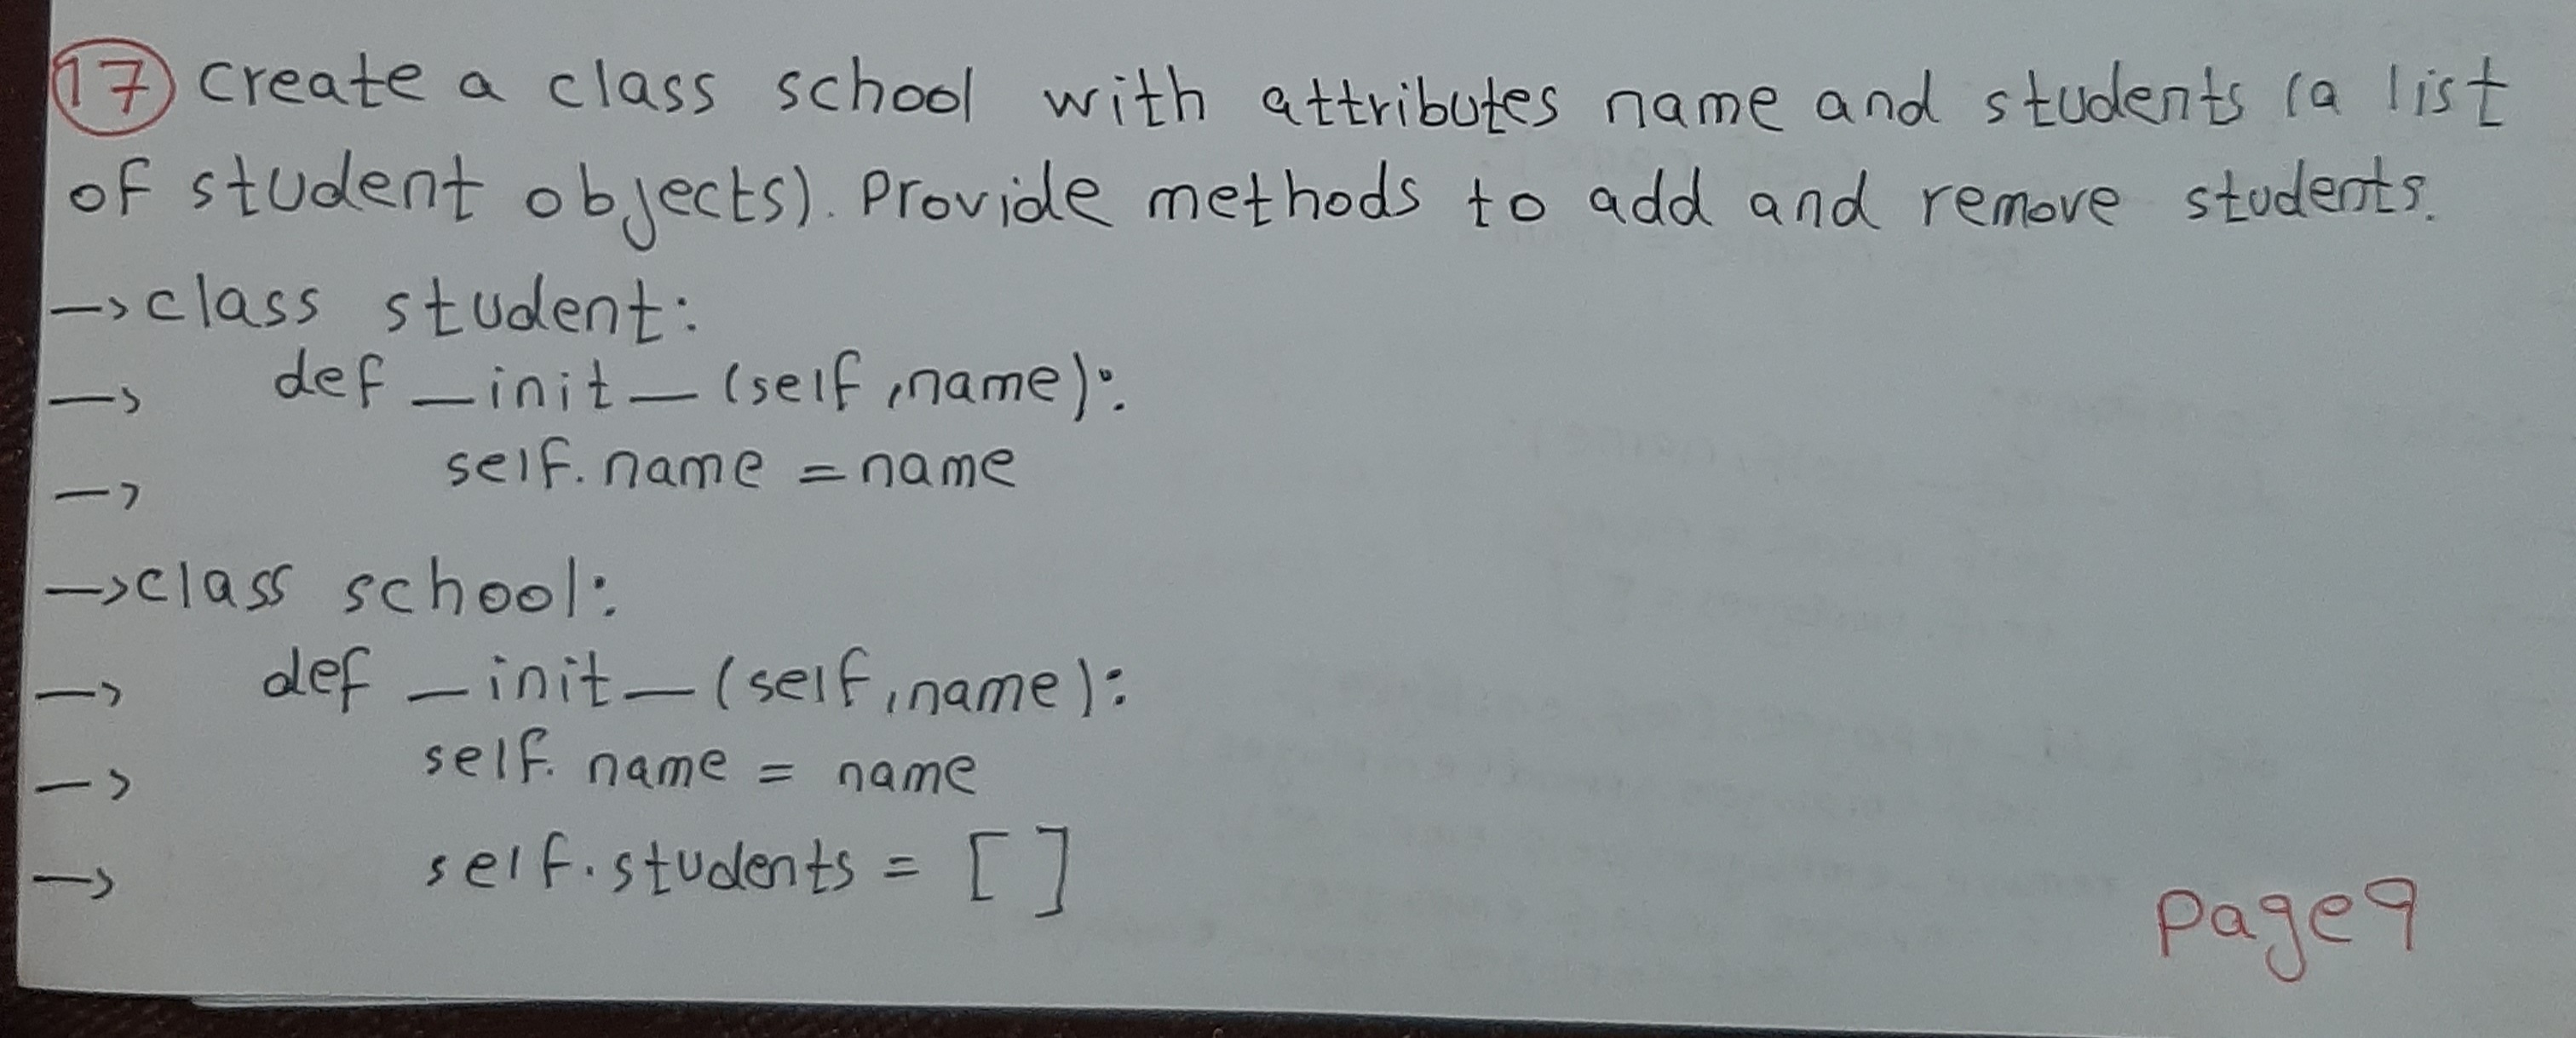 17 create a class school with attributes name and students (a list
of student objects). Provide methods to add and remove students.
→class student:
→ def _init_(self,name):
→ self.name =name
→class school:
→ def _init_(self,name):
→ self.name = name
→ self.students = []
page9